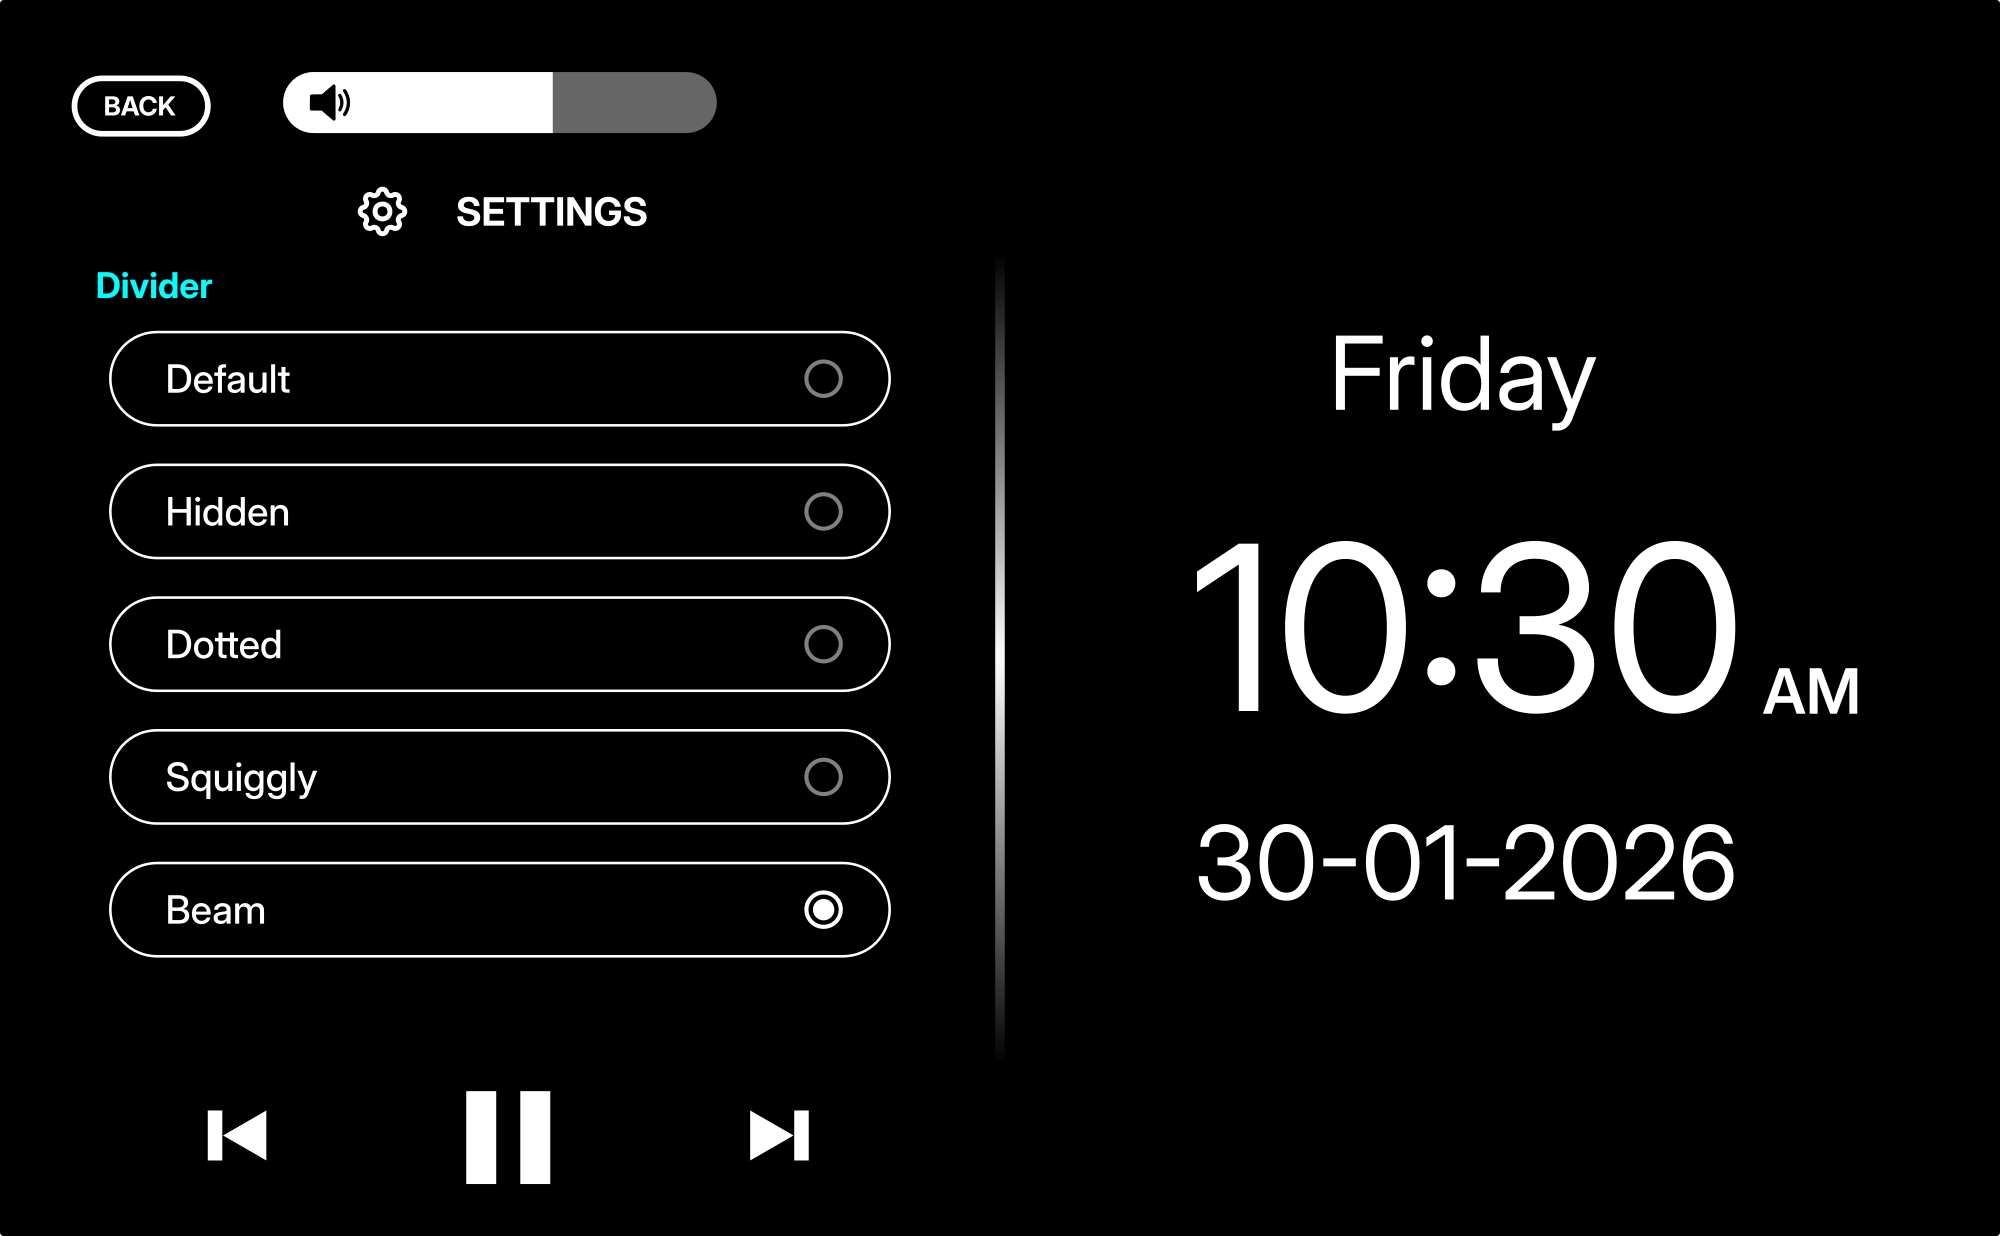 BACK
SETTINGS
Divider
Default
Hidden
Dotted
Squiggly
Beam
Friday
10:30 AM
30-01-2026